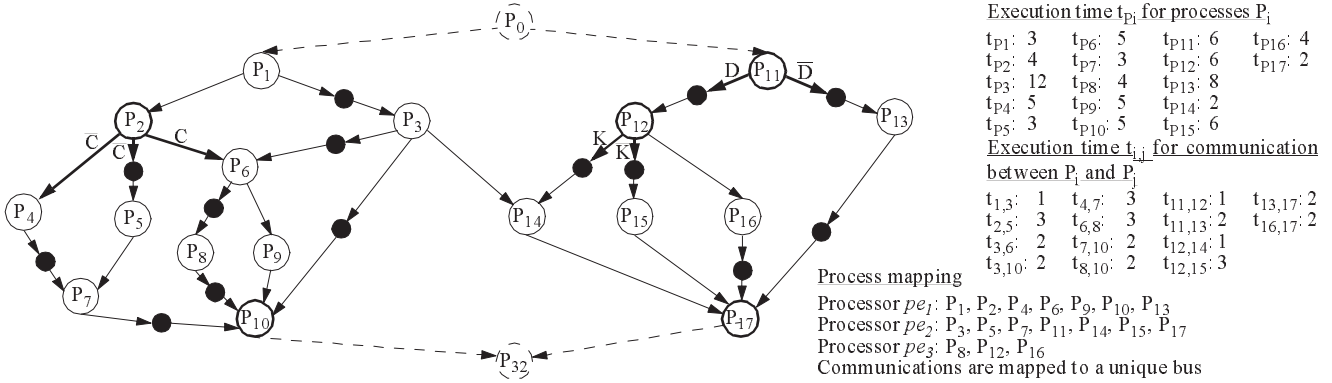 P0
P1
P11
D
D̅
P2
P3
P12
P13
C̅
C̅
C
P6
K
K̅
P4
P5
P14
P15
P16
P8
P9
P7
P10
P17
P32
Execution time tPi for processes Pi
tP1: 3 tP6: 5 tP11: 6 tP16: 4
tP2: 4 tP7: 3 tP12: 6 tP17: 2
tP3: 12 tP8: 4 tP13: 8
tP4: 5 tP9: 5 tP14: 2
tP5: 3 tP10: 5 tP15: 6
Execution time ti,j for communication
between Pi and Pj
t1,3: 1 t4,7: 3 t11,12: 1 t13,17: 2
t2,5: 3 t6,8: 3 t11,13: 2 t16,17: 2
t3,6: 2 t7,10: 2 t12,14: 1
t3,10: 2 t8,10: 2 t12,15: 3
Process mapping
Processor pe1: P1, P2, P4, P6, P9, P10, P13
Processor pe2: P3, P5, P7, P11, P14, P15, P17
Processor pe3: P8, P12, P16
Communications are mapped to a unique bus